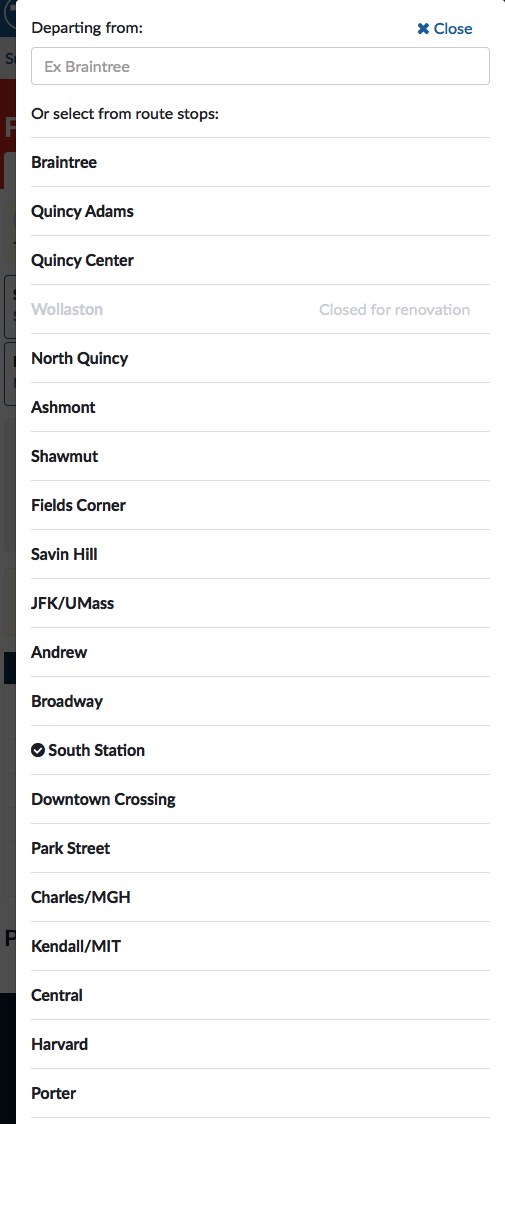 Departing from:
✖ Close
Ex Braintree
Or select from route stops:
Braintree
Quincy Adams
Quincy Center
Wollaston Closed for renovation
North Quincy
Ashmont
Shawmut
Fields Corner
Savin Hill
JFK/UMass
Andrew
Broadway
South Station
Downtown Crossing
Park Street
Charles/MGH
Kendall/MIT
Central
Harvard
Porter